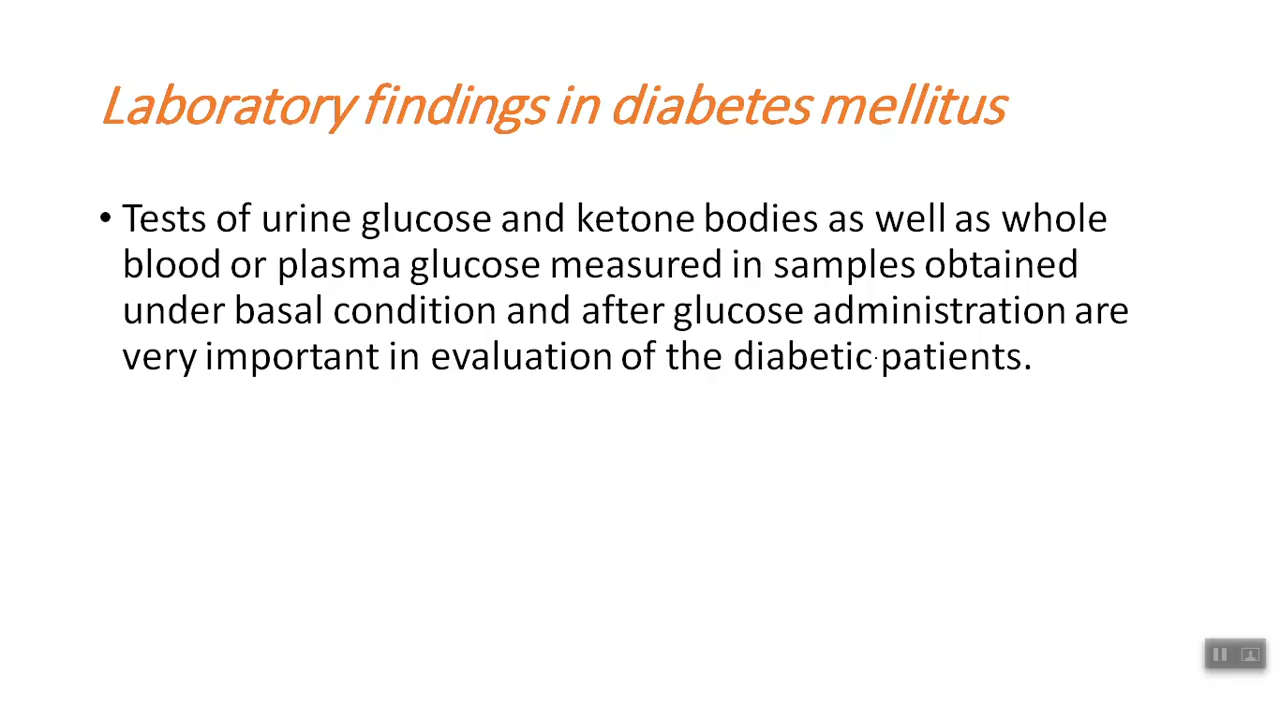 Laboratory findings in diabetes mellitus
• Tests of urine glucose and ketone bodies as well as whole
blood or plasma glucose measured in samples obtained
under basal condition and after glucose administration are
very important in evaluation of the diabetic patients.